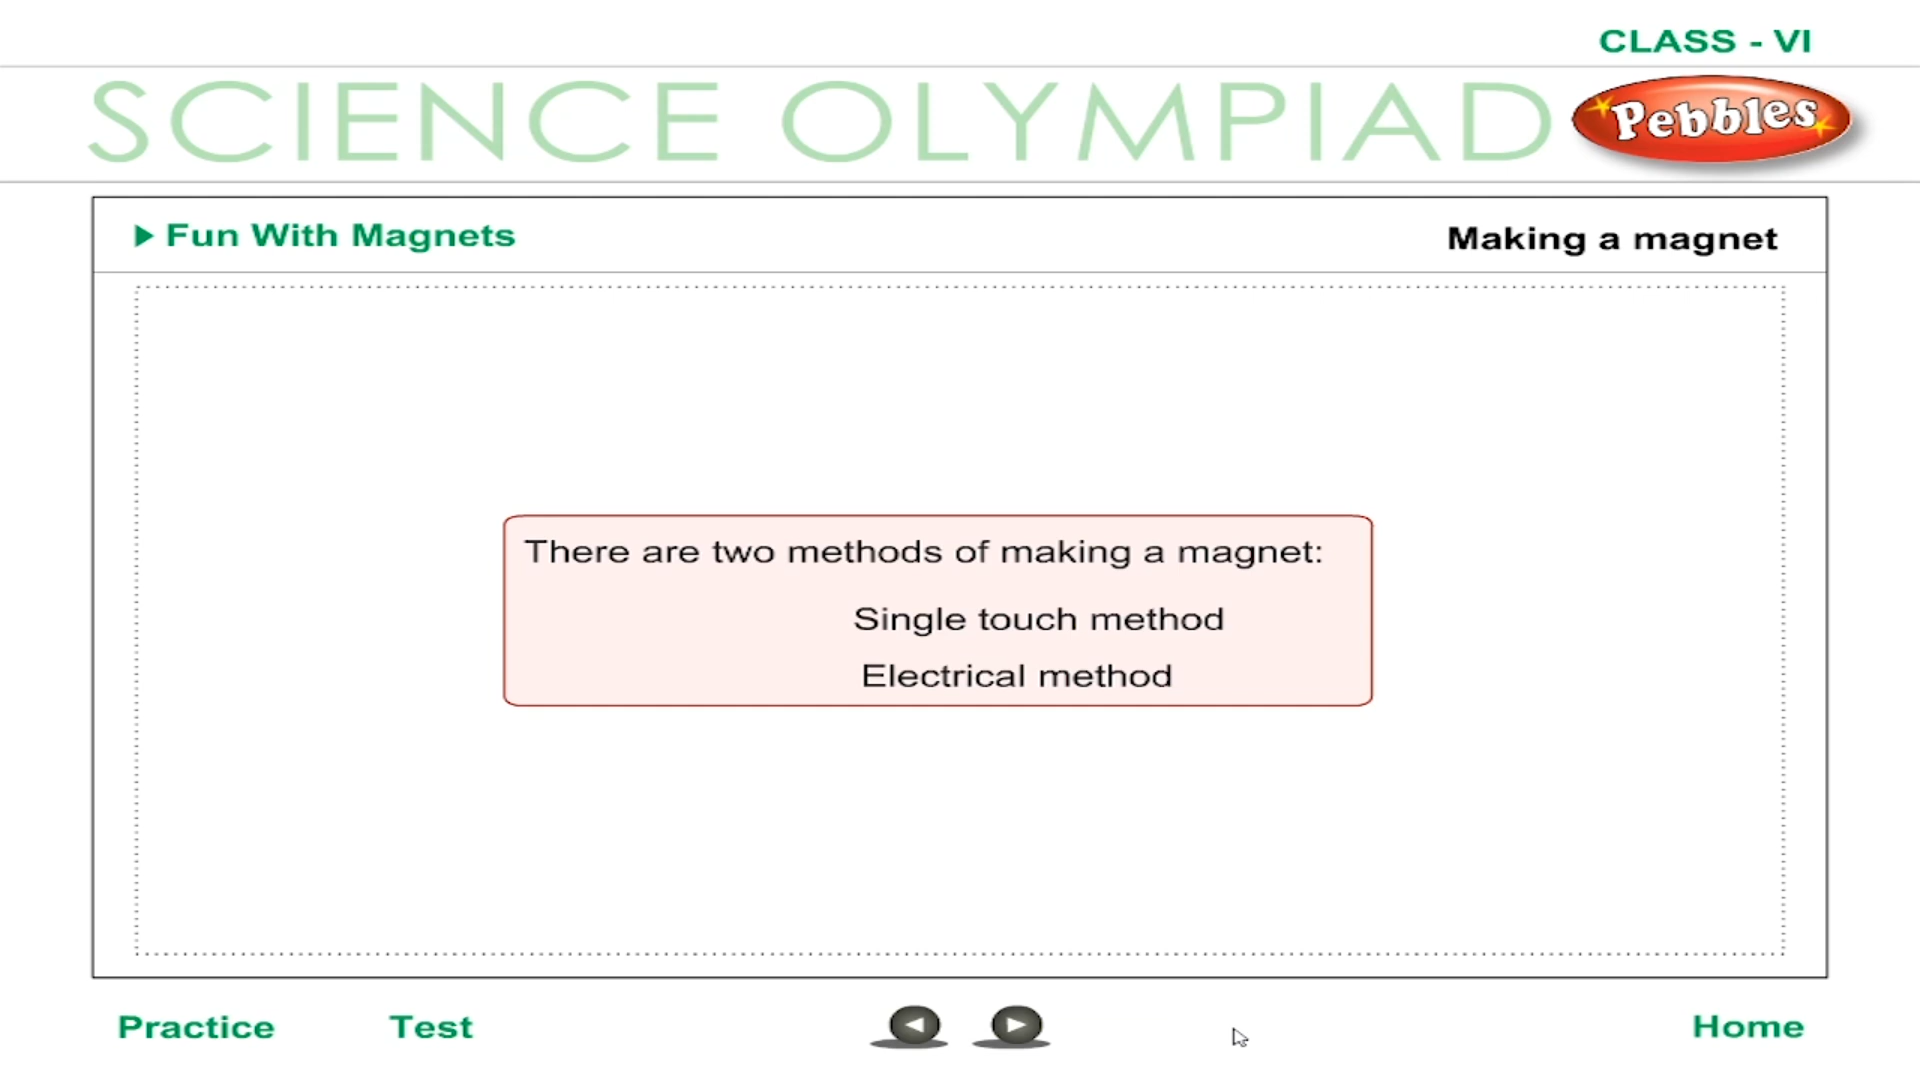 CLASS - VI
SCIENCE OLYMPIAD
Pebbles
Fun With Magnets
Making a magnet
There are two methods of making a magnet:
Single touch method
Electrical method
Practice
Test
Home